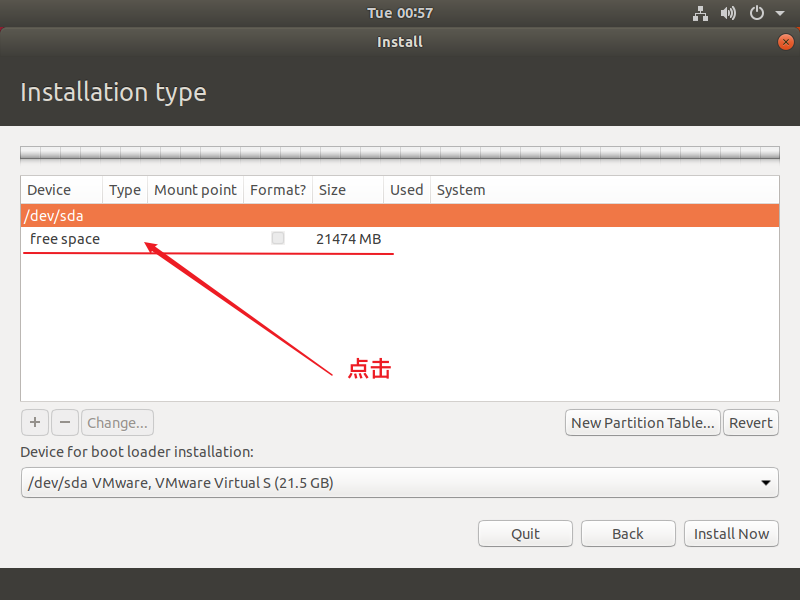 Tue 00:57
Install
Installation type
Device Type Mount point Format? Size Used System
/dev/sda
free space 21474 MB
点击
+ − Change... New Partition Table... Revert
Device for boot loader installation:
/dev/sda VMware, VMware Virtual S (21.5 GB)
Quit Back Install Now